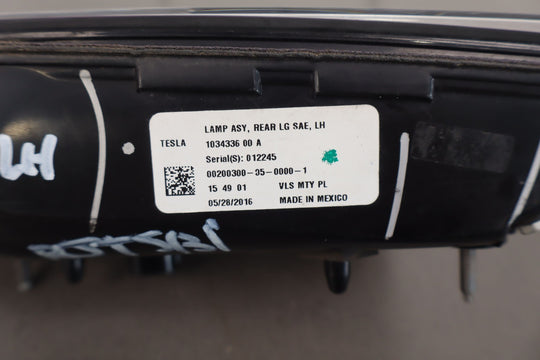 LAMP ASY, REAR LG SAE, LH
TESLA 1034336 00 A
Serial(S): 012245
00200300-35-0000-1
15 49 01 VLS MTY PL
05/28/2016 MADE IN MEXICO
LH